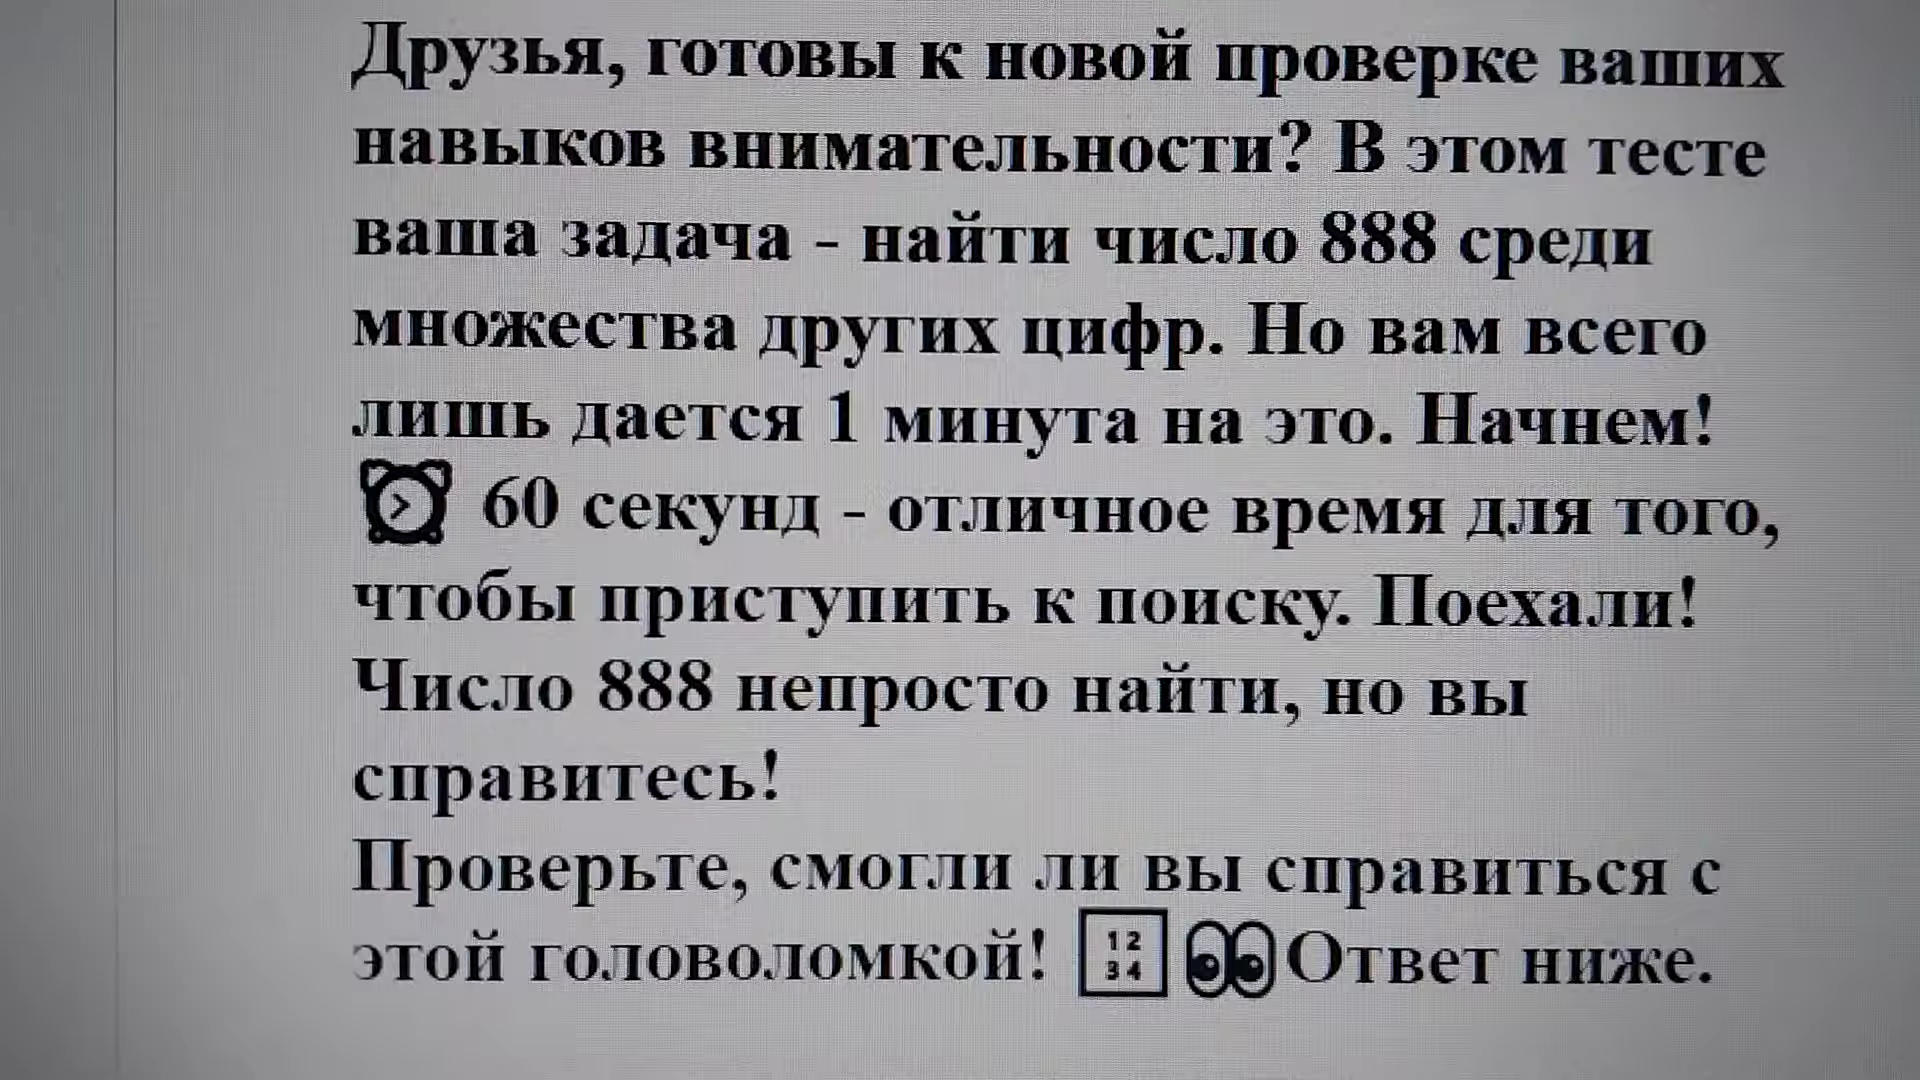 Друзья, готовы к новой проверке ваших
навыков внимательности? В этом тесте
ваша задача - найти число 888 среди
множества других цифр. Но вам всего
лишь дается 1 минута на это. Начнем!
60 секунд - отличное время для того,
чтобы приступить к поиску. Поехали!
Число 888 непросто найти, но вы
справитесь!
Проверьте, смогли ли вы справиться с
этой головоломкой! 1234 Ответ ниже.